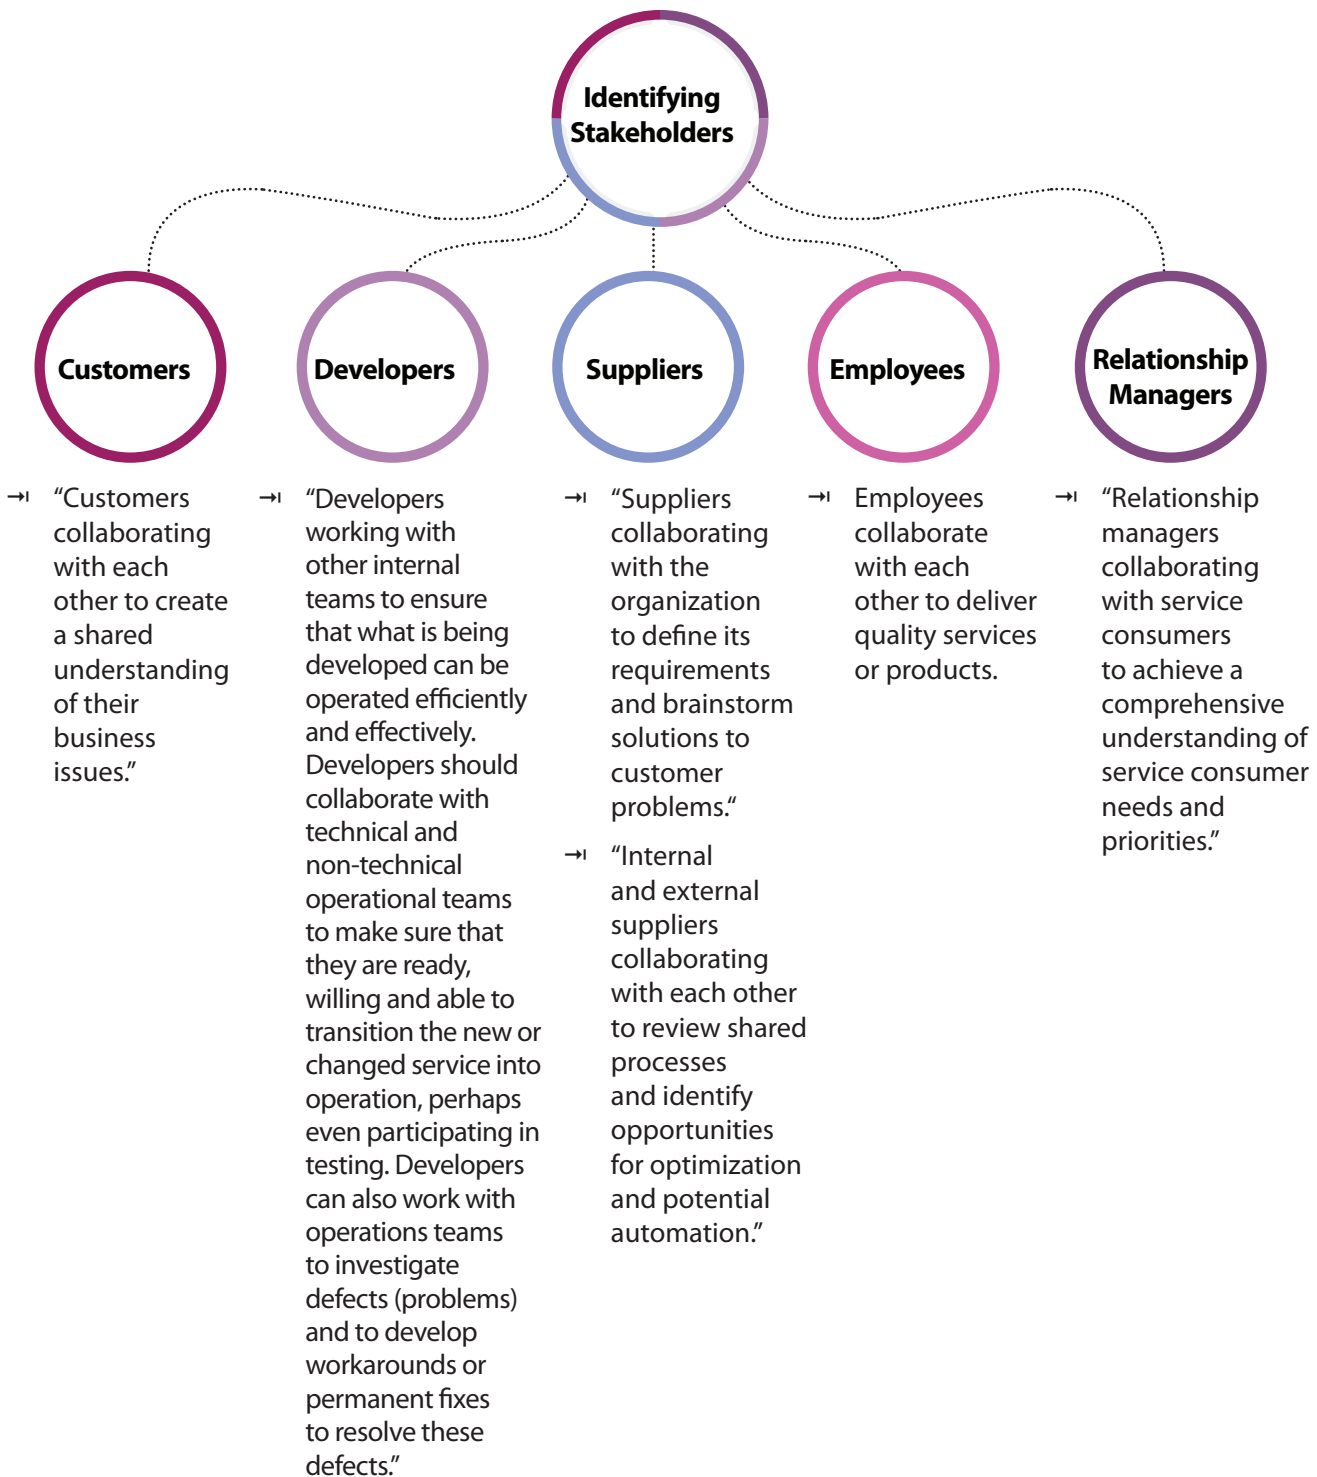 Identifying
Stakeholders
Customers
Developers
Suppliers
Employees
Relationship
Managers
“Customers
collaborating
with each
other to create
a shared
understanding
of their
business
issues.”
“Developers
working with
other internal
teams to ensure
that what is being
developed can be
operated efficiently
and effectively.
Developers should
collaborate with
technical and
non-technical
operational teams
to make sure that
they are ready,
willing and able to
transition the new or
changed service into
operation, perhaps
even participating in
testing. Developers
can also work with
operations teams
to investigate
defects (problems)
and to develop
workarounds or
permanent fixes
to resolve these
defects.”
“Suppliers
collaborating
with the
organization
to define its
requirements
and brainstorm
solutions to
customer
problems.“
“Internal
and external
suppliers
collaborating
with each other
to review shared
processes
and identify
opportunities
for optimization
and potential
automation.”
Employees
collaborate
with each
other to deliver
quality services
or products.
“Relationship
managers
collaborating
with service
consumers
to achieve a
comprehensive
understanding of
service consumer
needs and
priorities.”